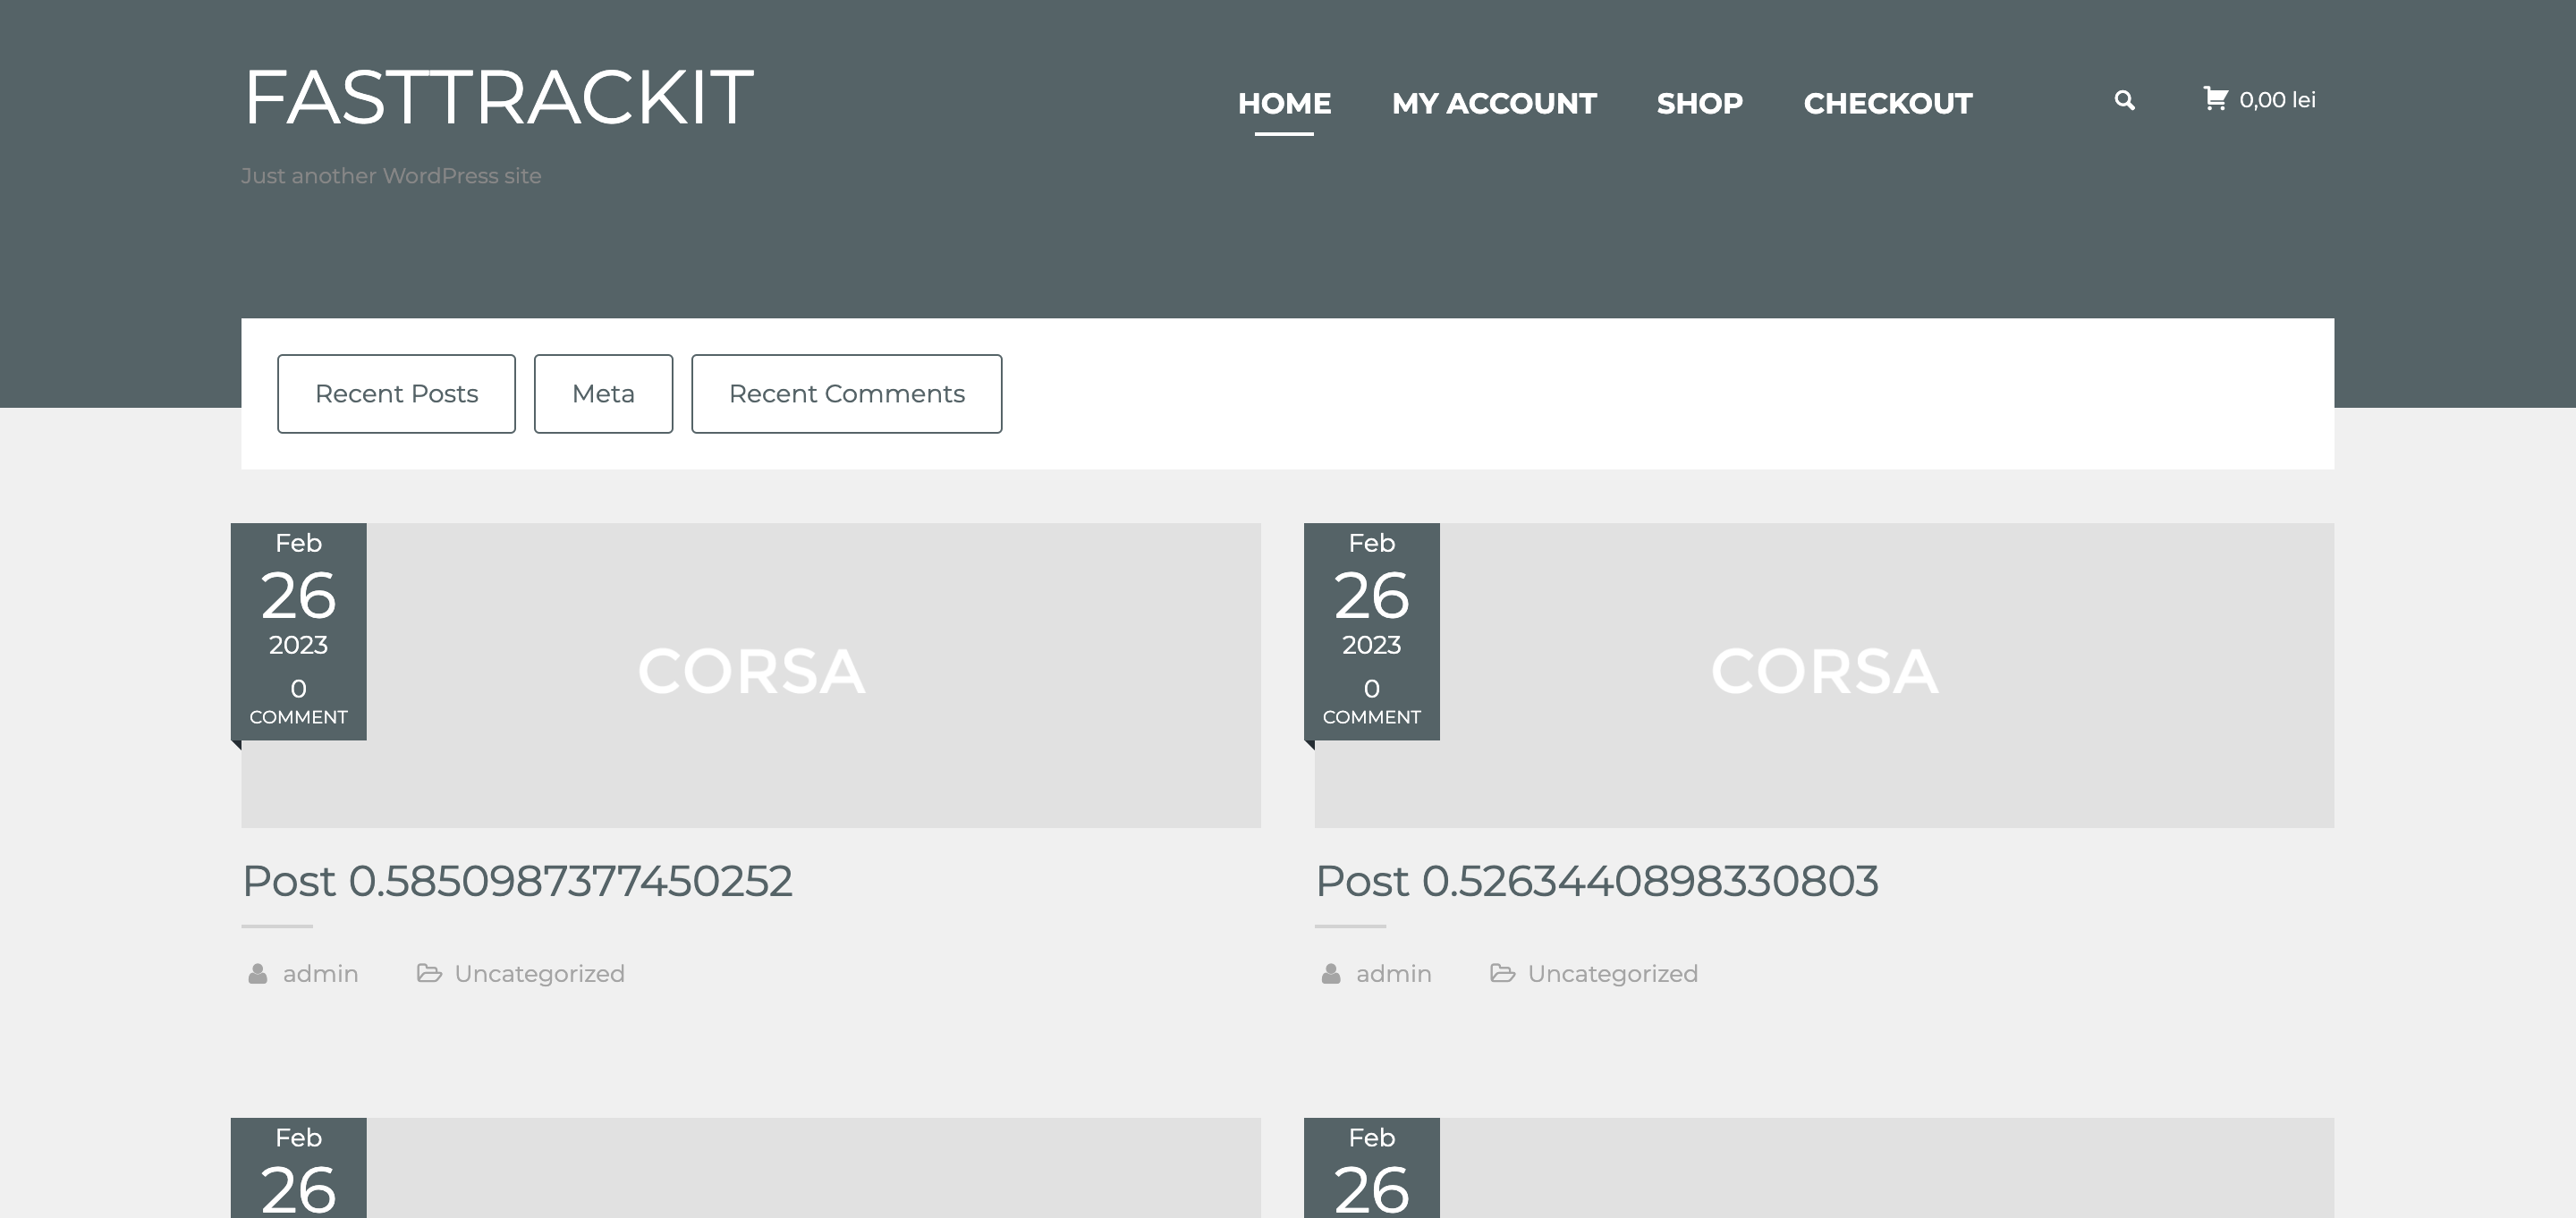 FASTTRACKIT
HOME MY ACCOUNT SHOP CHECKOUT 0,00 lei
Just another WordPress site
Recent Posts Meta Recent Comments
Feb
26
2023
0
COMMENT
CORSA
Post 0.5850987377450252
admin Uncategorized
Feb
26
2023
0
COMMENT
CORSA
Post 0.5263440898330803
admin Uncategorized
Feb
26
Feb
26